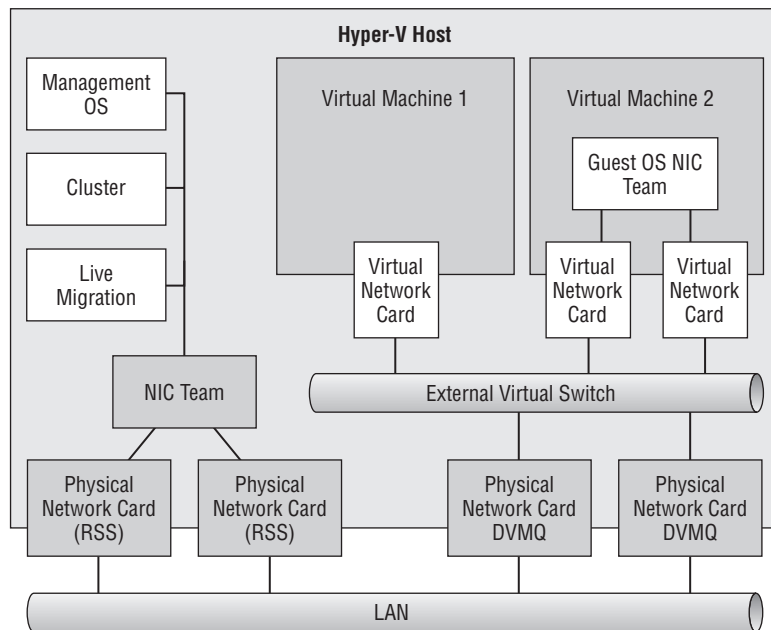 Hyper-V Host
Management
OS
Cluster
Live
Migration
NIC Team
Virtual Machine 1
Virtual Machine 2
Guest OS NIC
Team
Virtual
Network
Card
Virtual
Network
Card
Virtual
Network
Card
External Virtual Switch
Physical
Network Card
(RSS)
Physical
Network Card
(RSS)
Physical
Network Card
DVMQ
Physical
Network Card
DVMQ
LAN